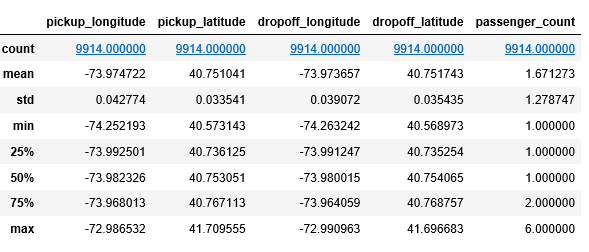 pickup_longitude pickup_latitude dropoff_longitude dropoff_latitude passenger_count
count 9914.000000 9914.000000 9914.000000 9914.000000 9914.000000
mean -73.974722 40.751041 -73.973657 40.751743 1.671273
std 0.042774 0.033541 0.039072 0.035435 1.278747
min -74.252193 40.573143 -74.263242 40.568973 1.000000
25% -73.992501 40.736125 -73.991247 40.735254 1.000000
50% -73.982326 40.753051 -73.980015 40.754065 1.000000
75% -73.968013 40.767113 -73.964059 40.768757 2.000000
max -72.986532 41.709555 -72.990963 41.696683 6.000000